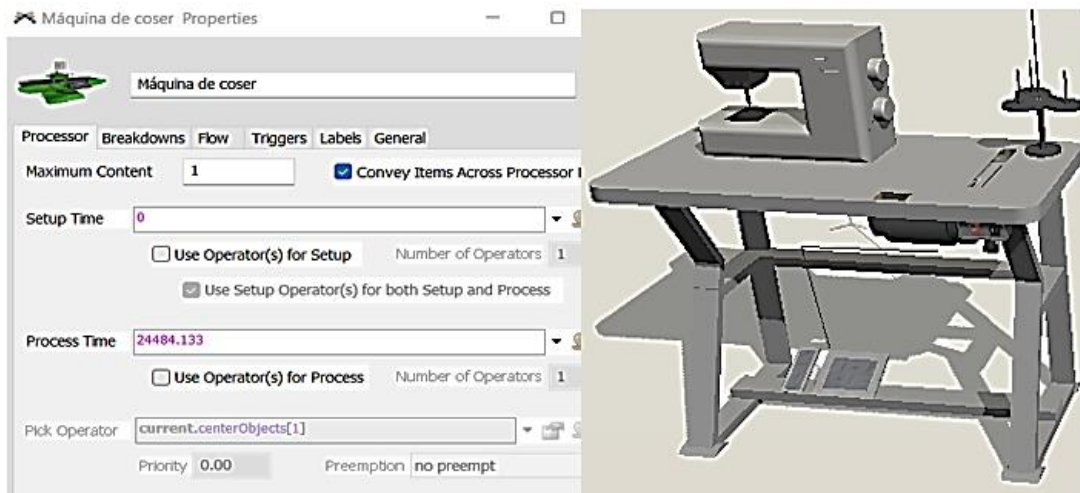 Máquina de coser Properties
Máquina de coser
Processor Breakdowns Flow Triggers Labels General
Maximum Content 1 Convey Items Across Processor
Setup Time 0
Use Operator(s) for Setup Number of Operators 1
Use Setup Operator(s) for both Setup and Process
Process Time 24484.133
Use Operator(s) for Process Number of Operators 1
Pick Operator current.centerObjects[1]
Priority 0.00 Preemption no preempt